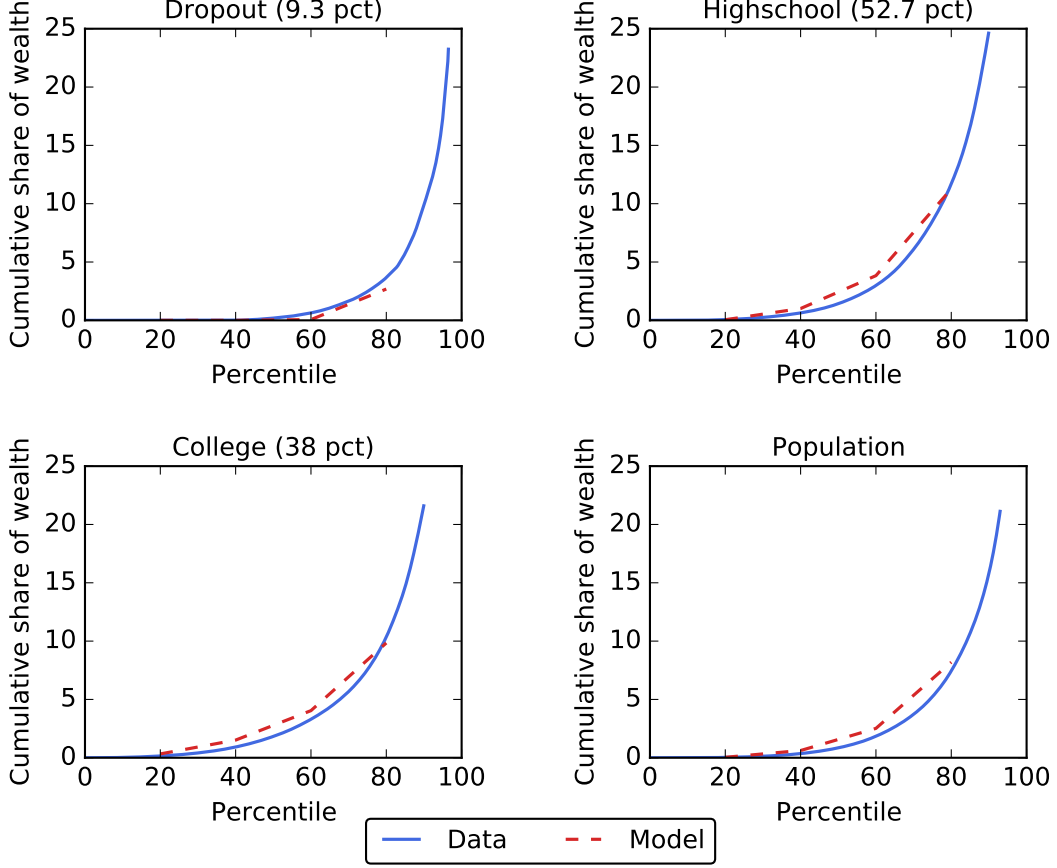 Dropout (9.3 pct)
Cumulative share of wealth
25
20
15
10
5
0
0 20 40 60 80 100
Percentile
Highschool (52.7 pct)
Cumulative share of wealth
25
20
15
10
5
0
0 20 40 60 80 100
Percentile
College (38 pct)
Cumulative share of wealth
25
20
15
10
5
0
0 20 40 60 80 100
Percentile
Population
Cumulative share of wealth
25
20
15
10
5
0
0 20 40 60 80 100
Percentile
Data Model